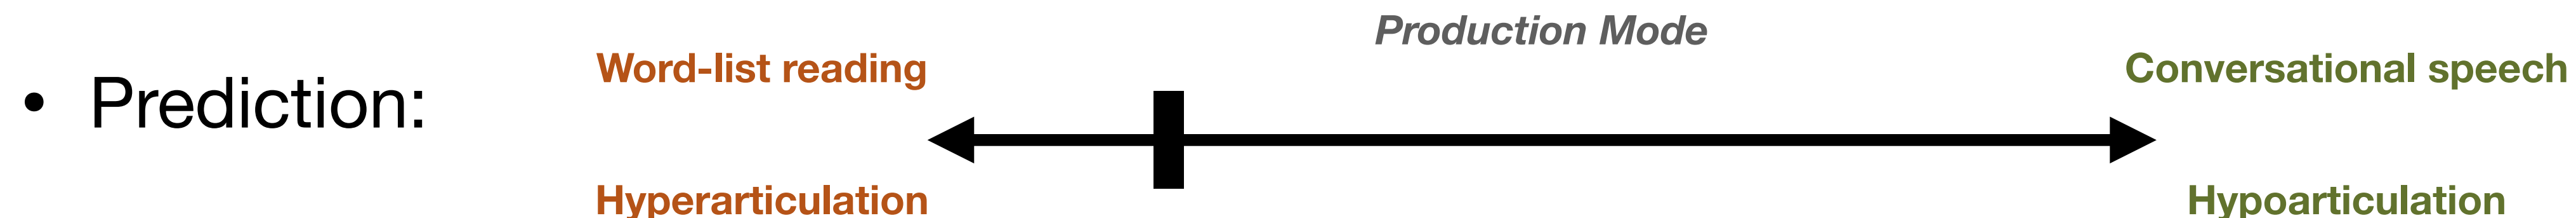 Production Mode
Word-list reading
Conversational speech
• Prediction:
Hyperarticulation
Hypoarticulation